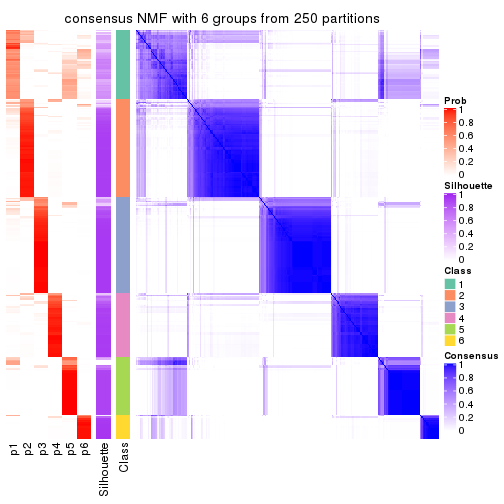 consensus NMF with 6 groups from 250 partitions
Prob
1
0.8
0.6
0.4
0.2
0
Silhouette
1
0.8
0.6
0.4
0.2
0
Class
1
2
3
4
5
6
Consensus
1
0.8
0.6
0.4
0.2
0
p1
p2
p3
p4
p5
p6
Silhouette
Class